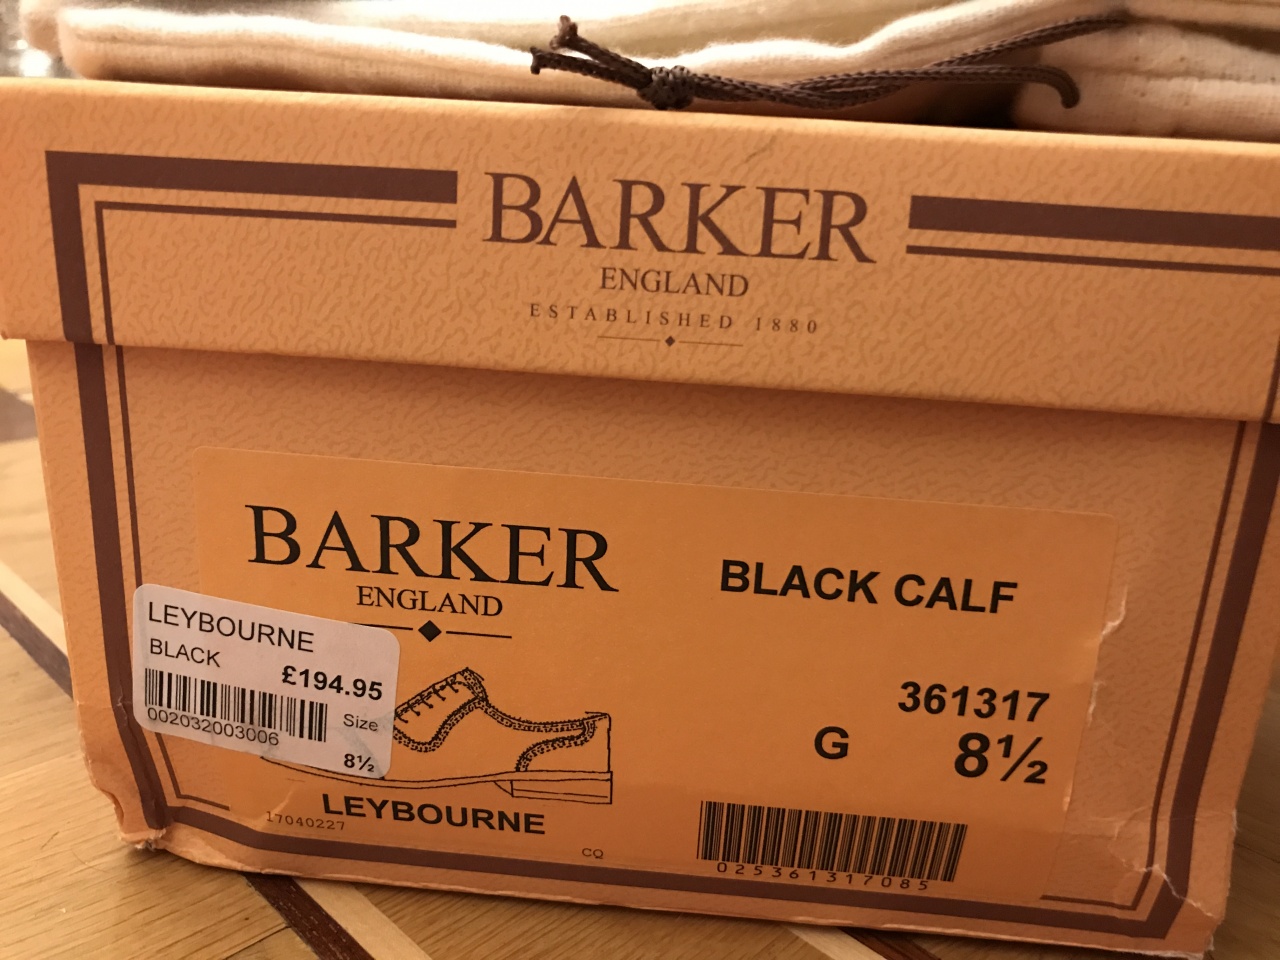 BARKER
ENGLAND
ESTABLISHED 1880
BARKER
ENGLAND
BLACK CALF
LEYBOURNE
BLACK
£194.95
002032003006
Size
8½
361317
G 8½
LEYBOURNE
17040227
CQ
025361317085